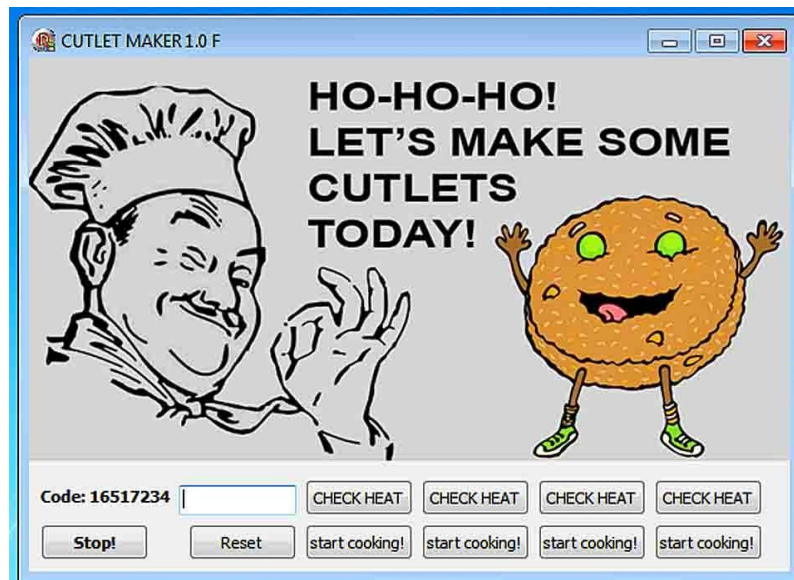 CUTLET MAKER 1.0 F
HO-HO-HO!
LET'S MAKE SOME
CUTLETS
TODAY!
Code: 16517234
CHECK HEAT CHECK HEAT CHECK HEAT CHECK HEAT
Stop! Reset start cooking! start cooking! start cooking! start cooking!